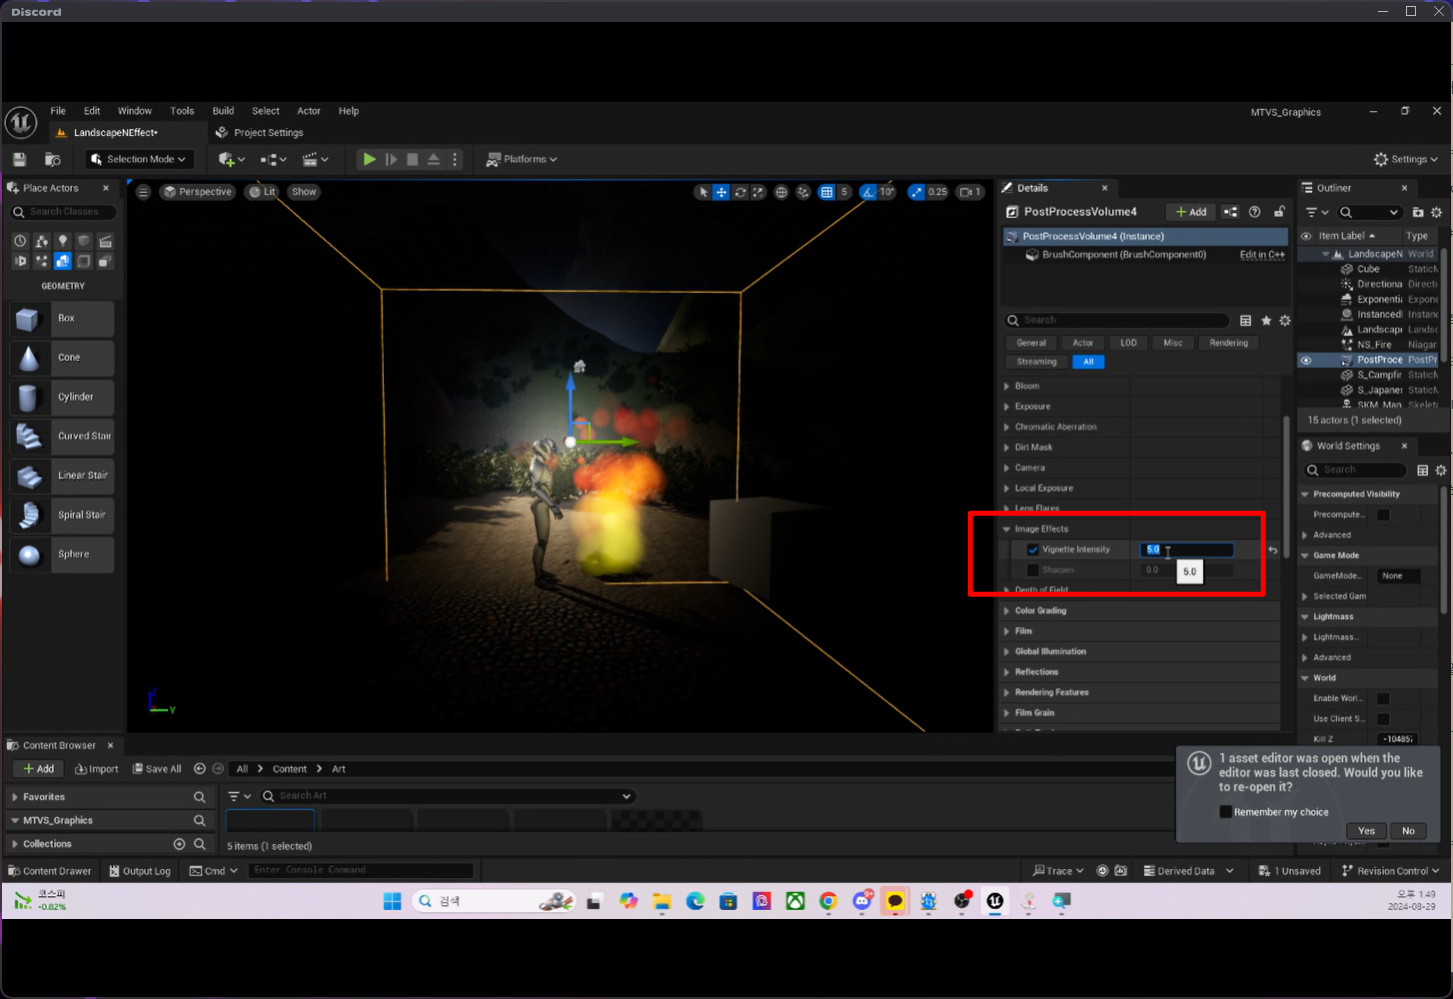 Discord
File Edit Window Tools Build Select Actor Help
MTVS_Graphics
LandscapeNEffect•
Project Settings
Selection Mode
Platforms
Settings
Place Actors
Search Classes
GEOMETRY
Box
Cone
Cylinder
Curved Stair
Linear Stair
Spiral Stair
Sphere
Perspective Lit Show
5 10° 0.25 1
Details
PostProcessVolume4
+ Add
PostProcessVolume4 (Instance)
BrushComponent (BrushComponent0) Edit in C++
Search
General Actor LOD Misc Rendering
Streaming All
Bloom
Exposure
Chromatic Aberration
Dirt Mask
Camera
Local Exposure
Lens Flares
Image Effects
Vignette Intensity 5.0
Sharpen 0.0
5.0
Depth of Field
Color Grading
Film
Global Illumination
Reflections
Rendering Features
Film Grain
Outliner
Item Label Type
LandscapeN World
Cube StaticM
Directiona Directi
Exponentia Expone
Instanced Instanc
Landscape Landsc
NS_Fire Niagar
PostProce PostPr
S_Campfir StaticM
S_Japanes StaticM
SKM_Man Skeleta
15 actors (1 selected)
World Settings
Search
Precomputed Visibility
Precompute...
Advanced
Game Mode
GameMode... None
Selected Gam
Lightmass
Lightmass...
Advanced
World
Enable Worl...
Use Client S...
Kill Z -104857
Content Browser
+ Add Import Save All All Content Art
Favorites
Search Art
MTVS_Graphics
Collections
5 items (1 selected)
1 asset editor was open when the
editor was last closed. Would you like
to re-open it?
Remember my choice
Yes No
Content Drawer Output Log Cmd Enter Console Command
Trace Derived Data 1 Unsaved Revision Control
코스피
-0.82%
검색
오후 1:49
2024-08-29